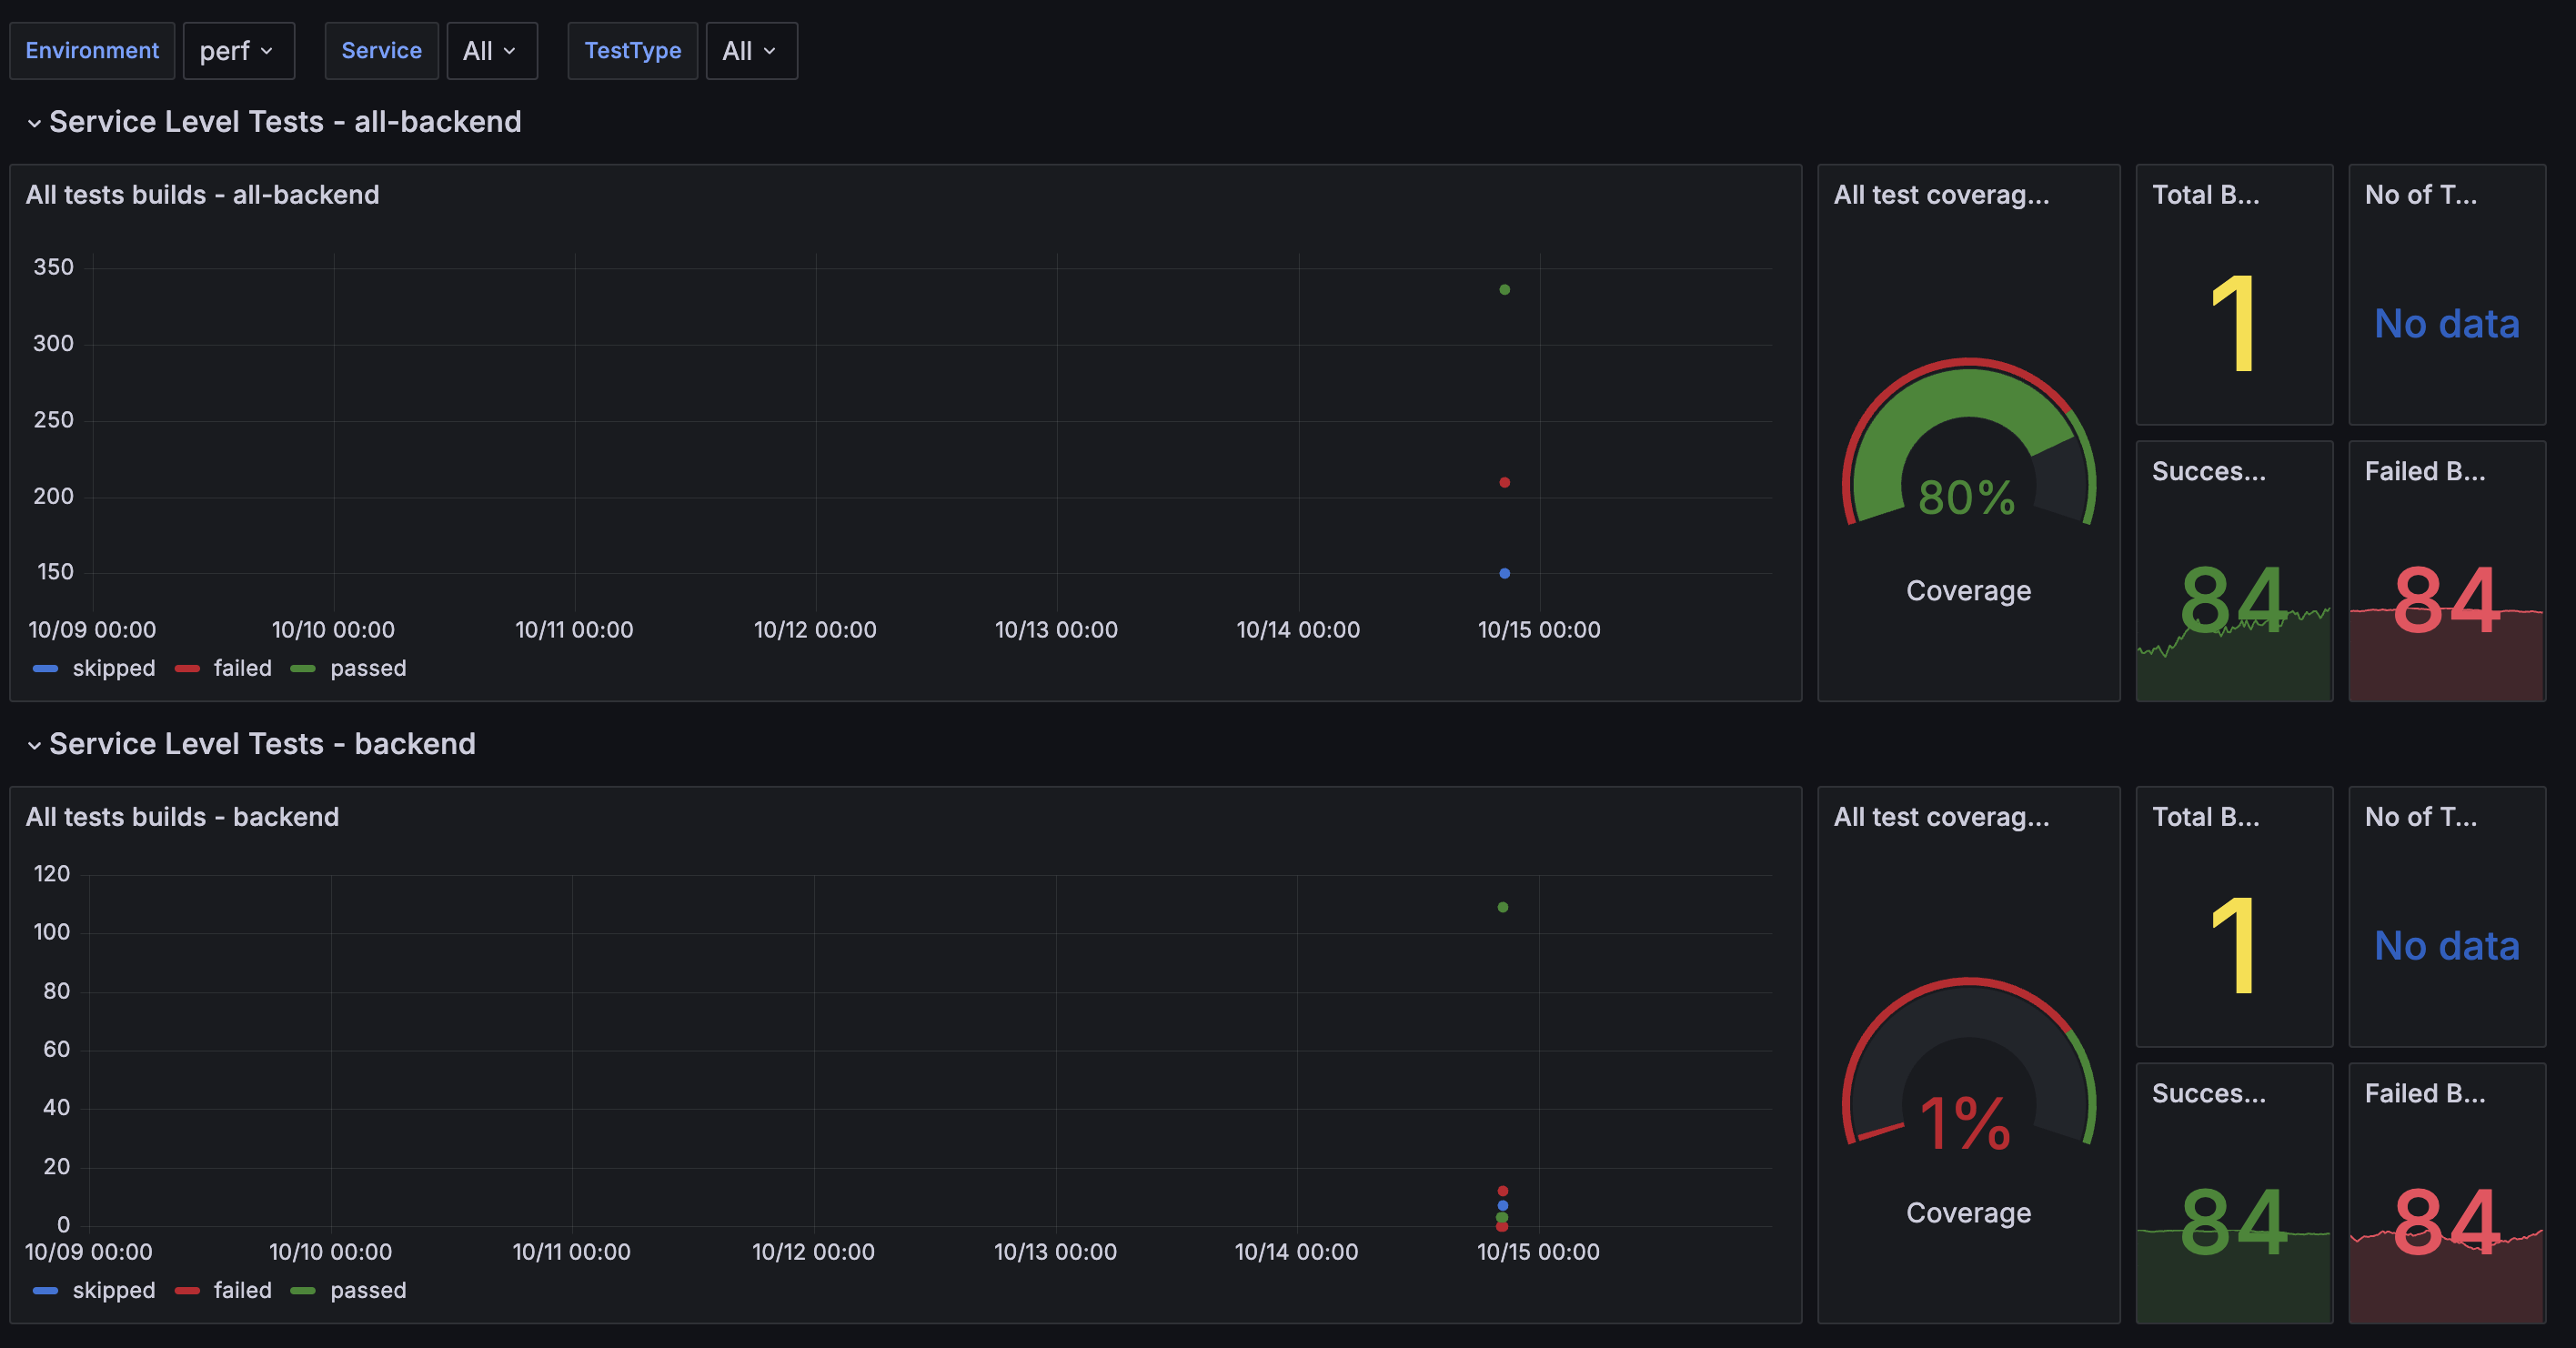 Environment perf Service All TestType All
Service Level Tests - all-backend
All tests builds - all-backend
350
300
250
200
150
10/09 00:00 10/10 00:00 10/11 00:00 10/12 00:00 10/13 00:00 10/14 00:00 10/15 00:00
skipped failed passed
All test coverag...
80%
Coverage
Total B...
1
No of T...
No data
Succes...
84
Failed B...
84
Service Level Tests - backend
All tests builds - backend
120
100
80
60
40
20
0
10/09 00:00 10/10 00:00 10/11 00:00 10/12 00:00 10/13 00:00 10/14 00:00 10/15 00:00
skipped failed passed
All test coverag...
1%
Coverage
Total B...
1
No of T...
No data
Succes...
84
Failed B...
84